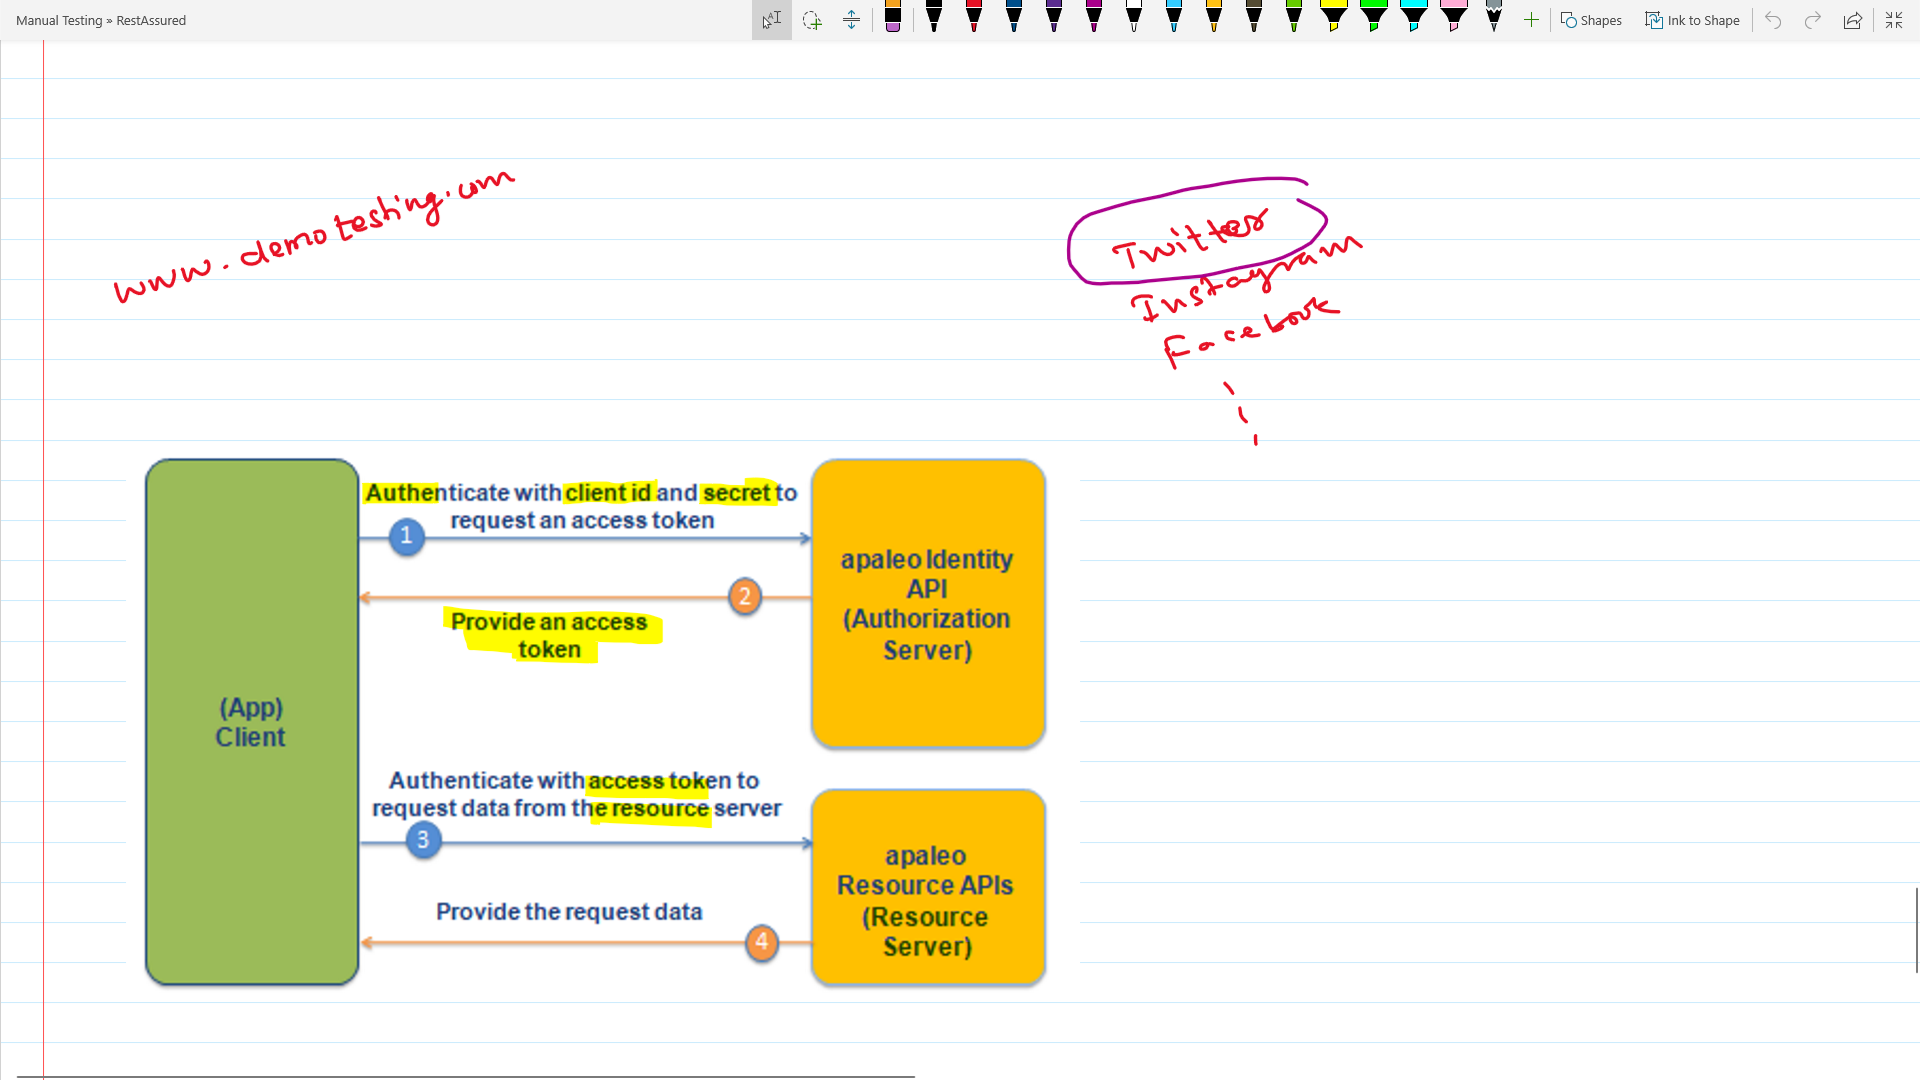 Manual Testing » RestAssured
Shapes
Ink to Shape
www.demotesting.com
Twitter
Instagram
Facebook
Authenticate with client id and secret to
request an access token
1
apaleo Identity
API
(Authorization
Server)
2
Provide an access
token
(App)
Client
Authenticate with access token to
request data from the resource server
3
apaleo
Resource APIs
(Resource
Server)
Provide the request data
4